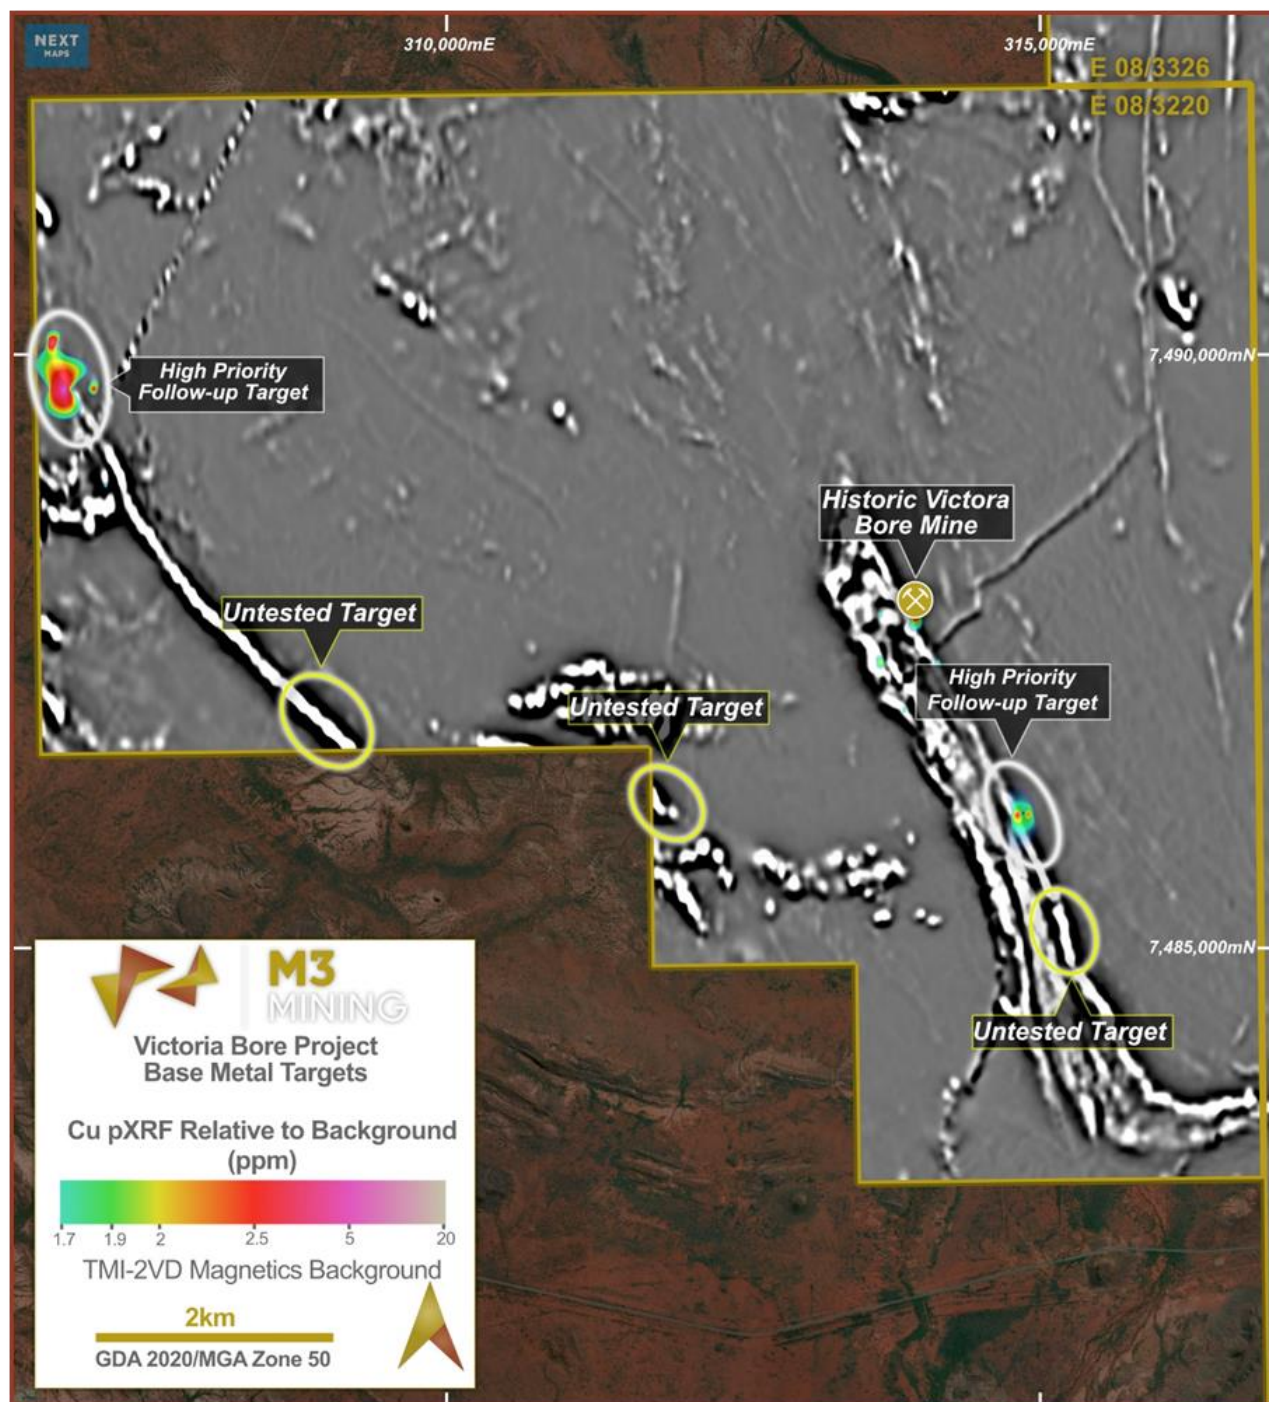 NEXT
MAPS
310,000mE
315,000mE
E 08/3326
E 08/3220
7,490,000mN
High Priority
Follow-up Target
Historic Victora
Bore Mine
Untested Target
High Priority
Follow-up Target
Untested Target
7,485,000mN
Untested Target
M3
MINING
Victoria Bore Project
Base Metal Targets
Cu pXRF Relative to Background
(ppm)
1.7 1.9 2 2.5 5 20
TMI-2VD Magnetics Background
2km
GDA 2020/MGA Zone 50